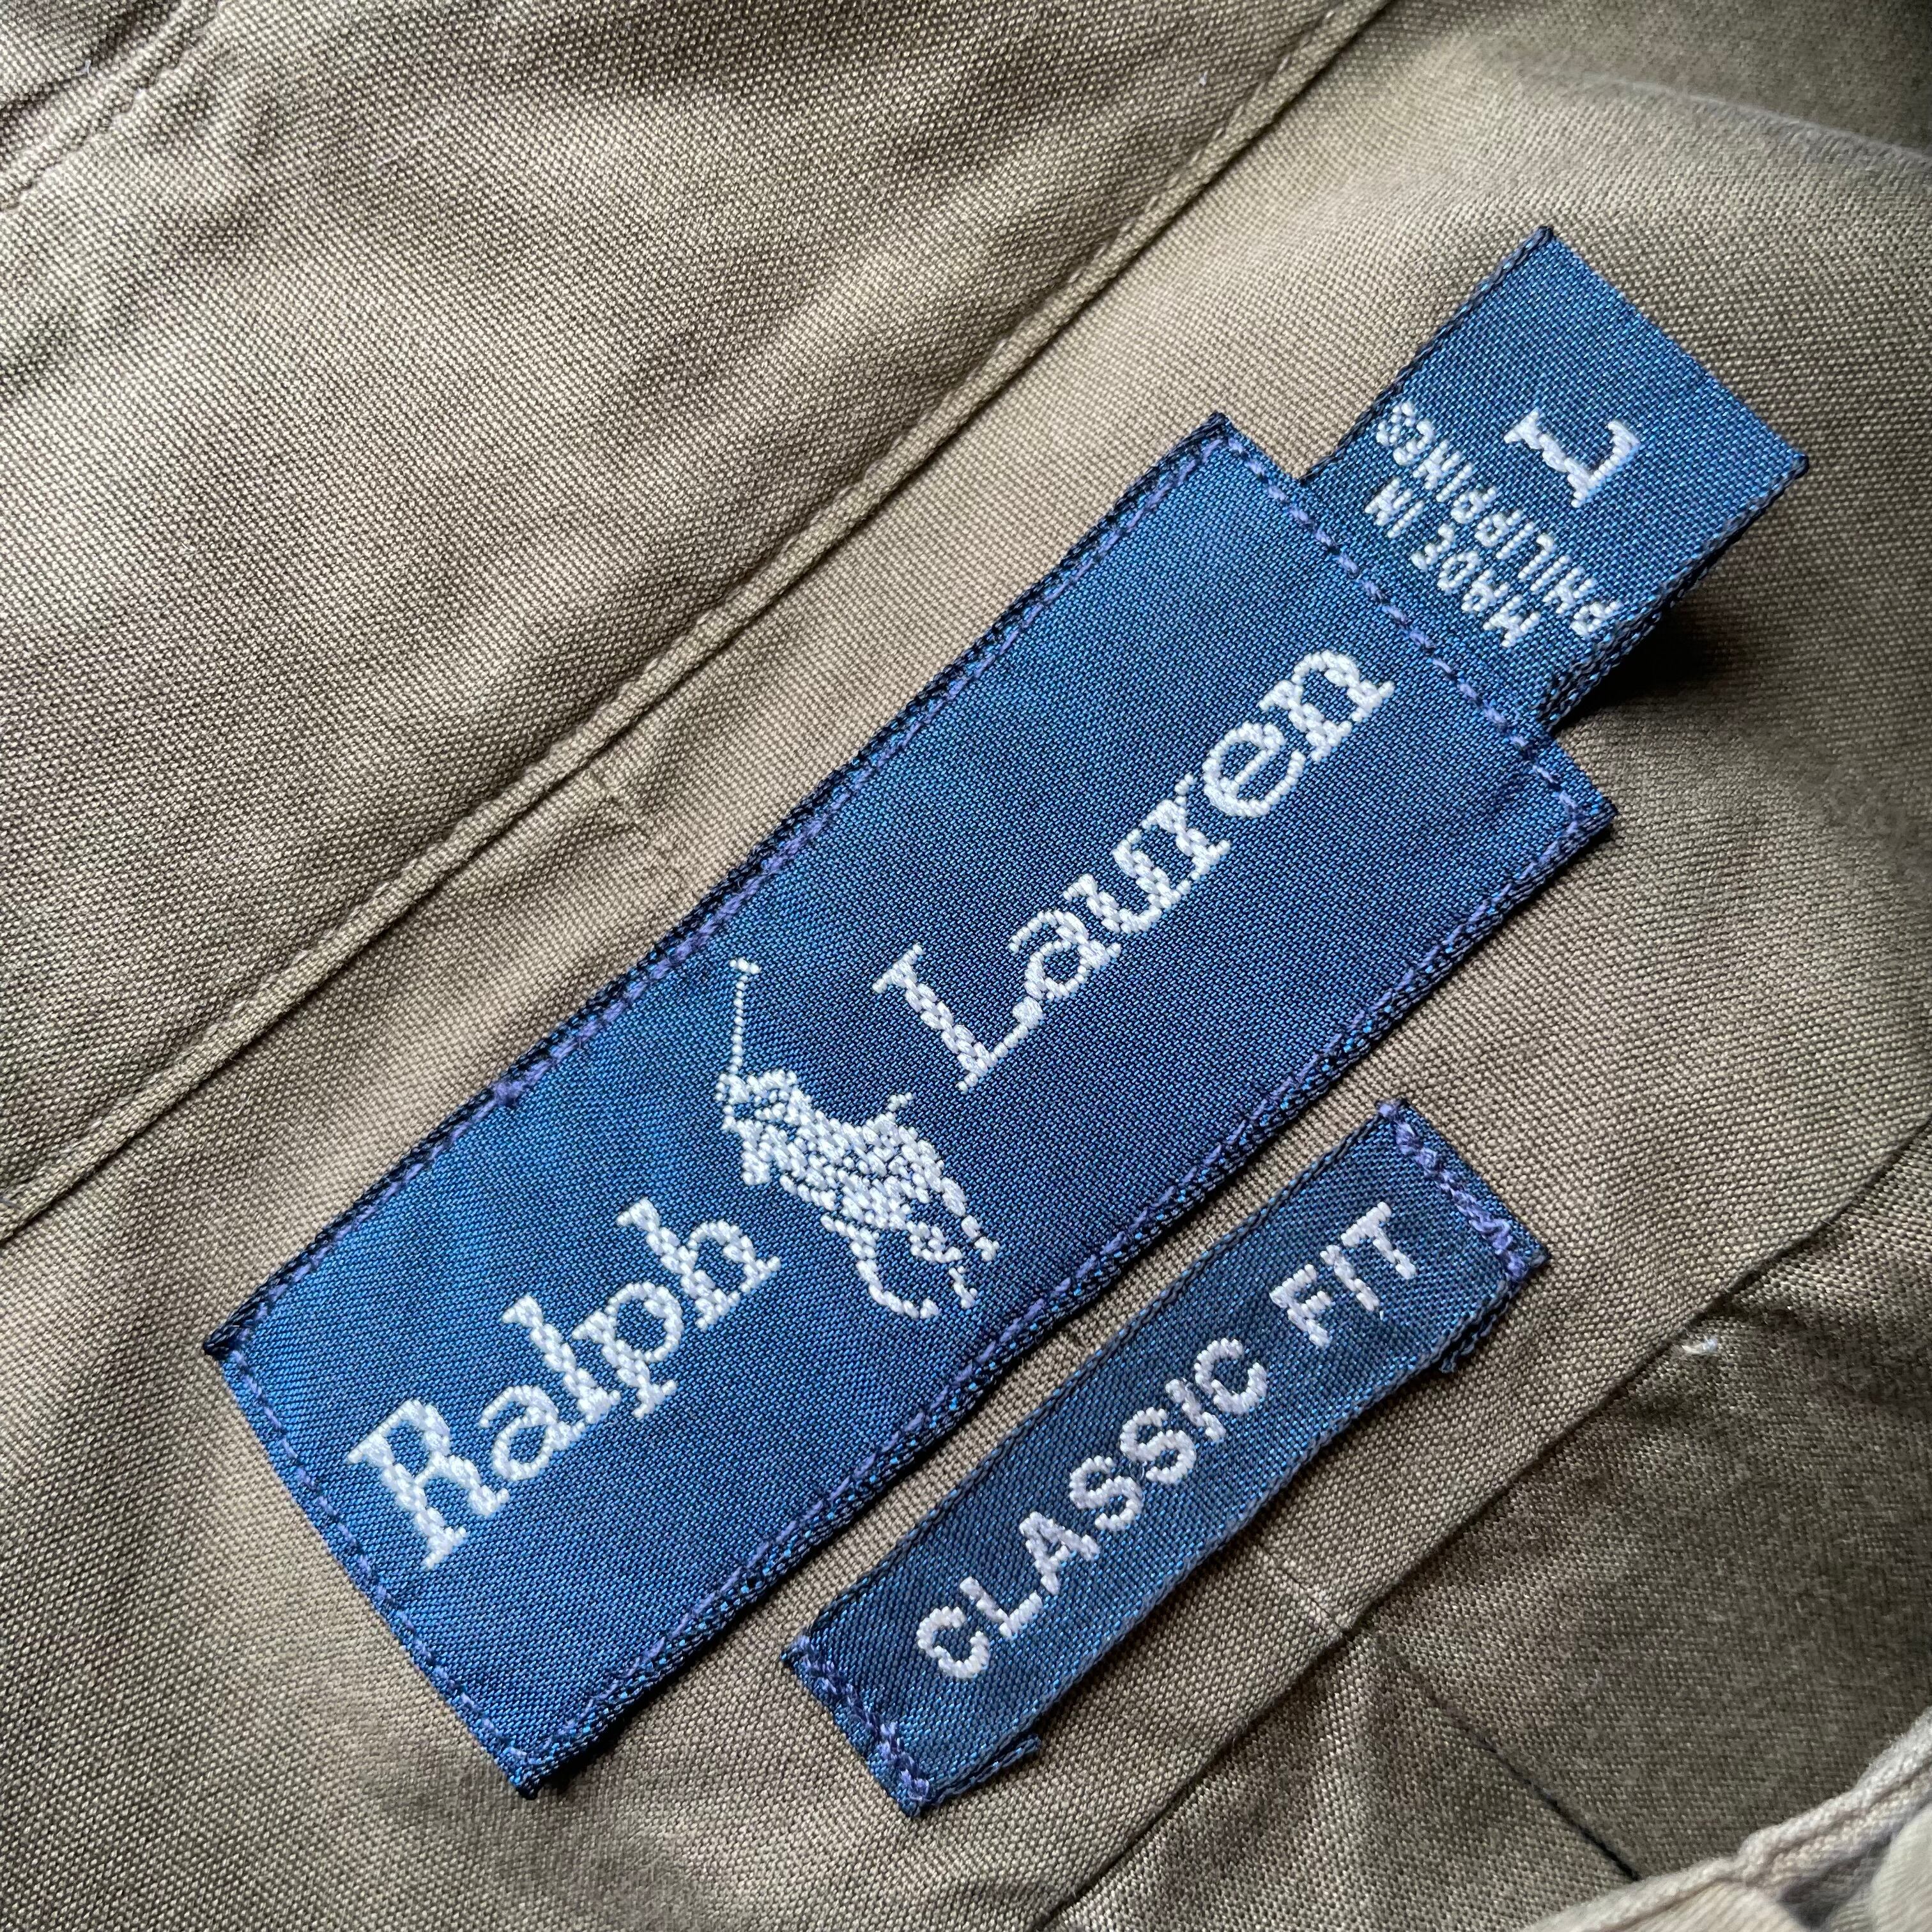 Ralph Lauren
L
MADE IN
PHILIPPINES
CLASSIC FIT